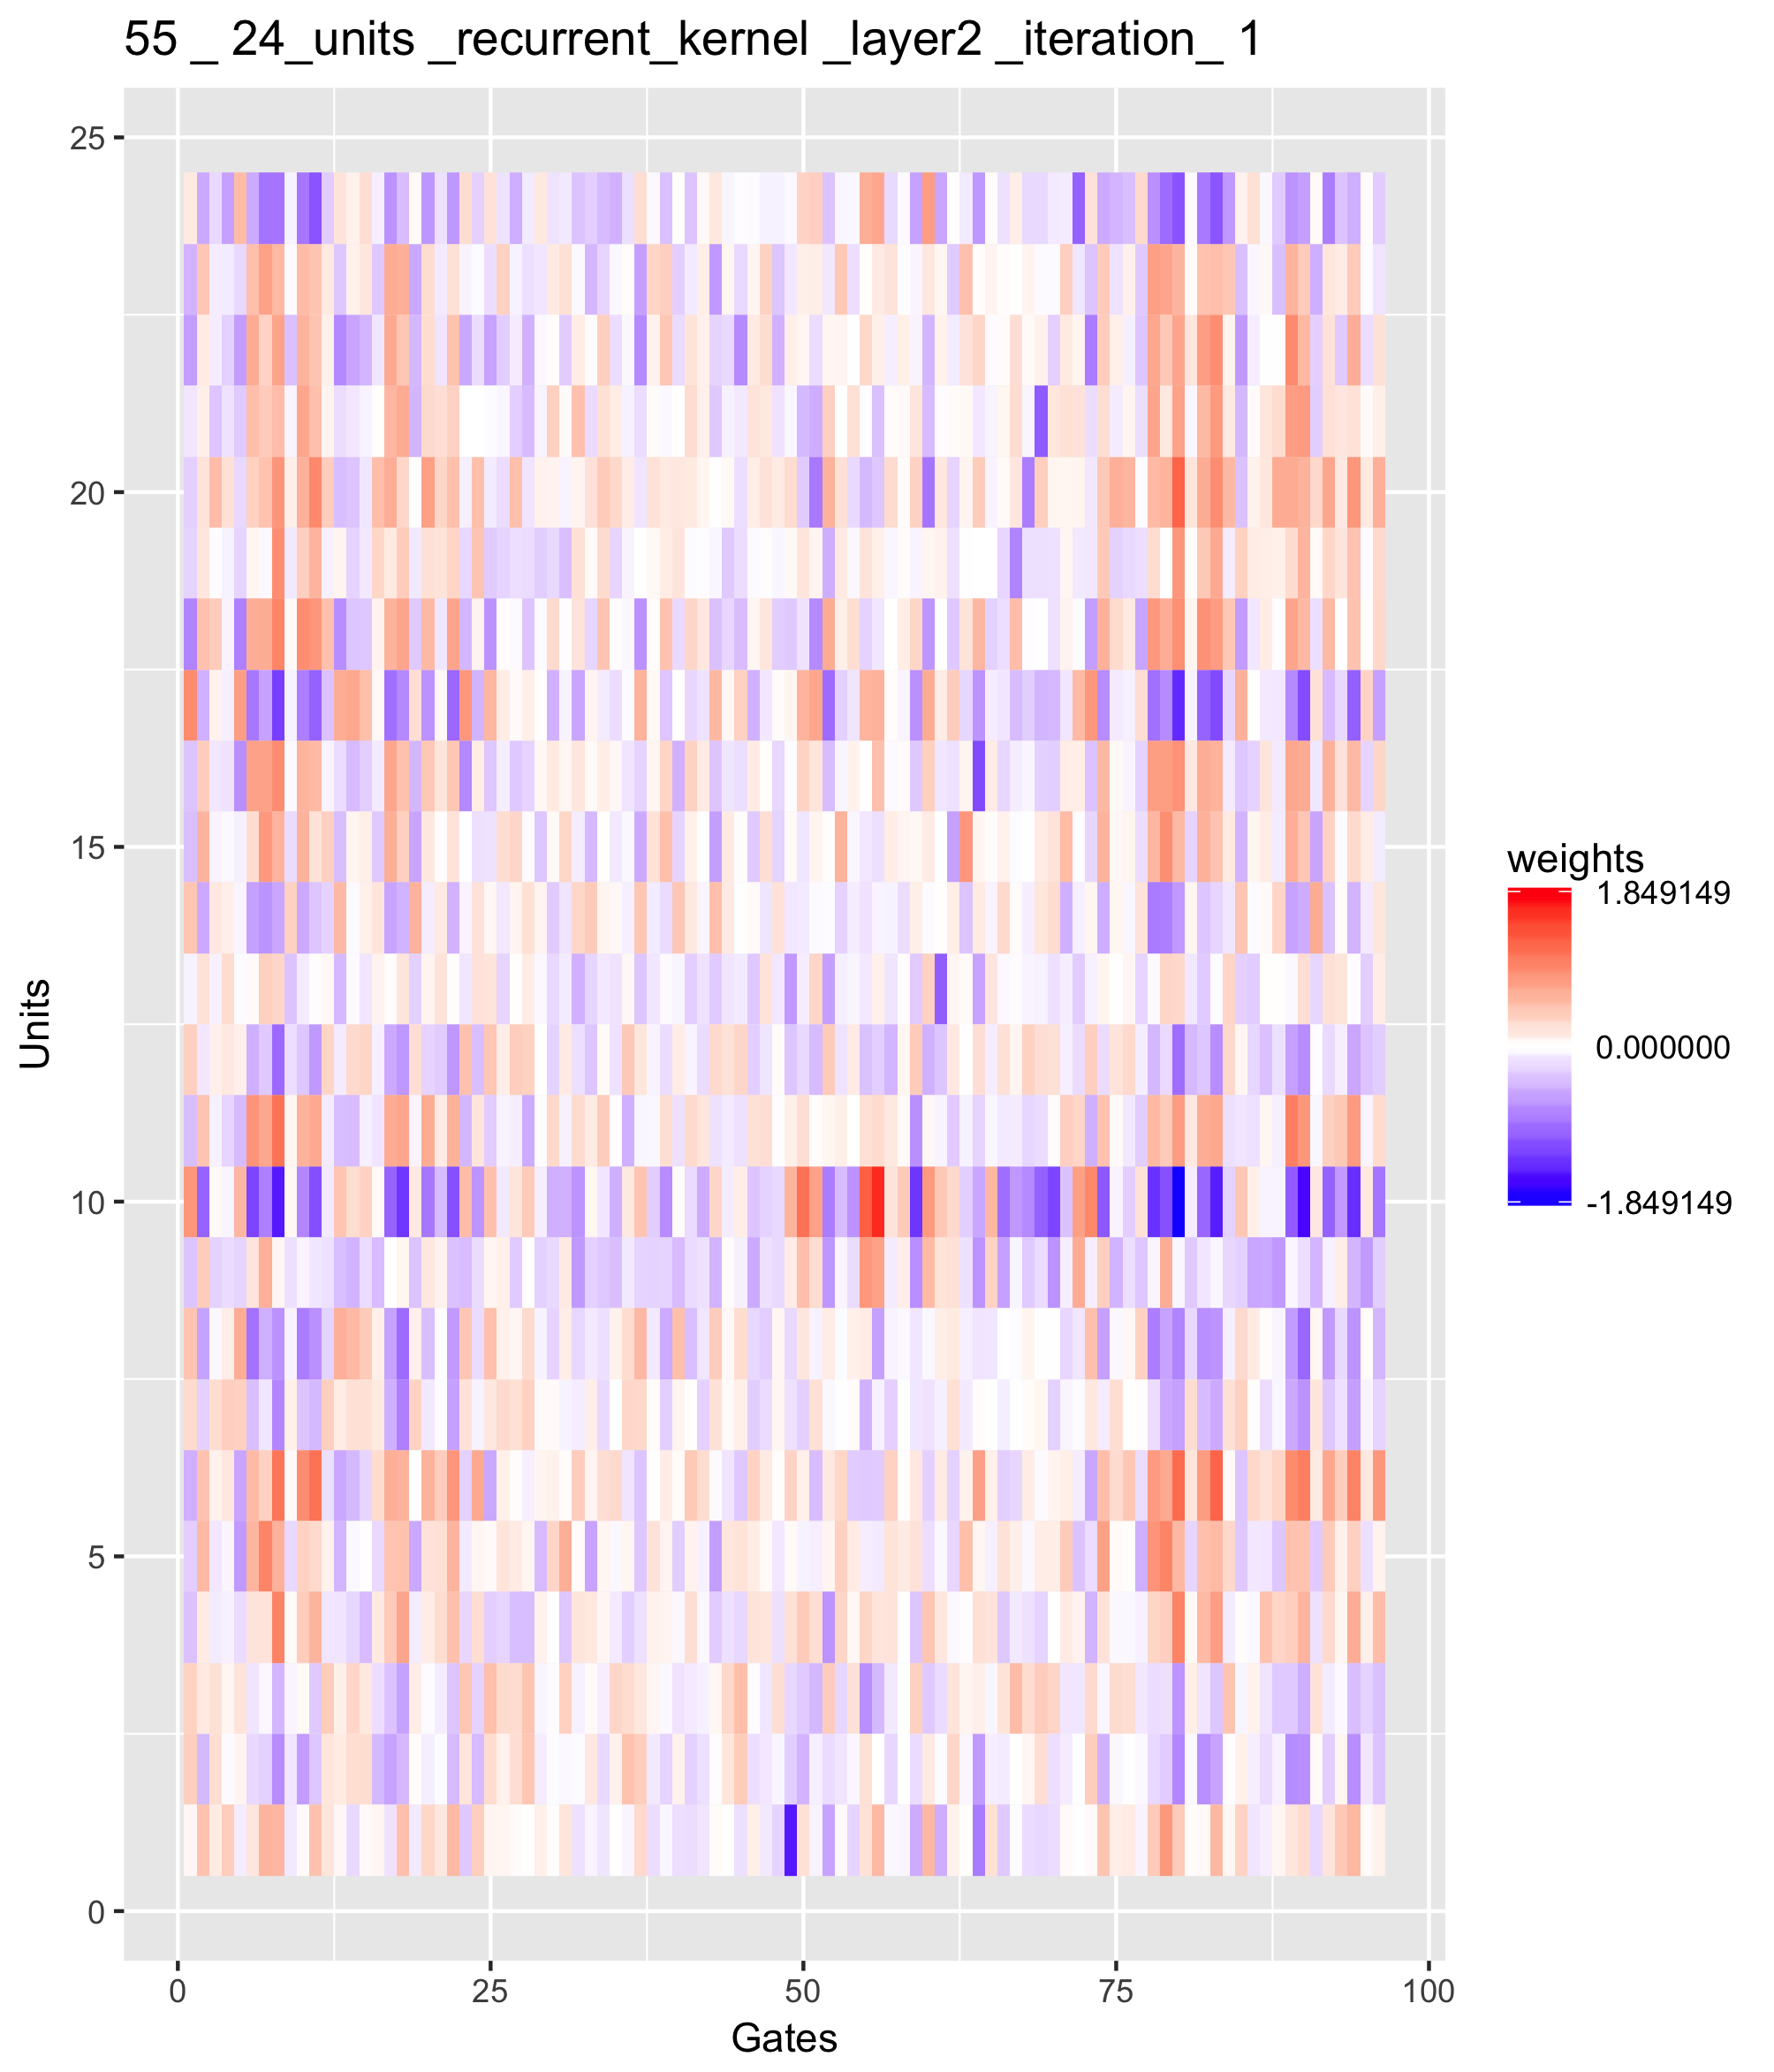 55 _ 24_units _recurrent_kernel _layer2 _iteration_ 1
25
20
15
10
5
0
Units
0 25 50 75 100
Gates
weights
1.849149
0.000000
-1.849149